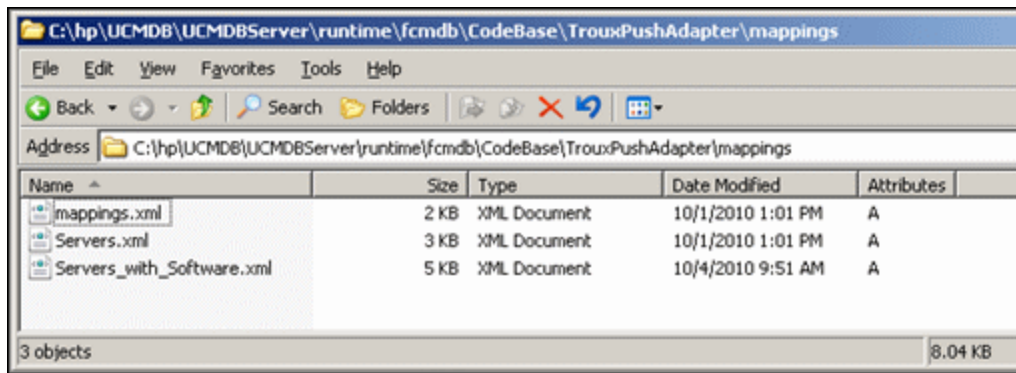 C:\hp\UCMDB\UCMDBServer\runtime\fcmdb\CodeBase\TrouxPushAdapter\mappings
File Edit View Favorites Tools Help
Back Search Folders
Address C:\hp\UCMDB\UCMDBServer\runtime\fcmdb\CodeBase\TrouxPushAdapter\mappings
Name Size Type Date Modified Attributes
mappings.xml 2 KB XML Document 10/1/2010 1:01 PM A
Servers.xml 3 KB XML Document 10/1/2010 1:01 PM A
Servers_with_Software.xml 5 KB XML Document 10/4/2010 9:51 AM A
3 objects 8.04 KB